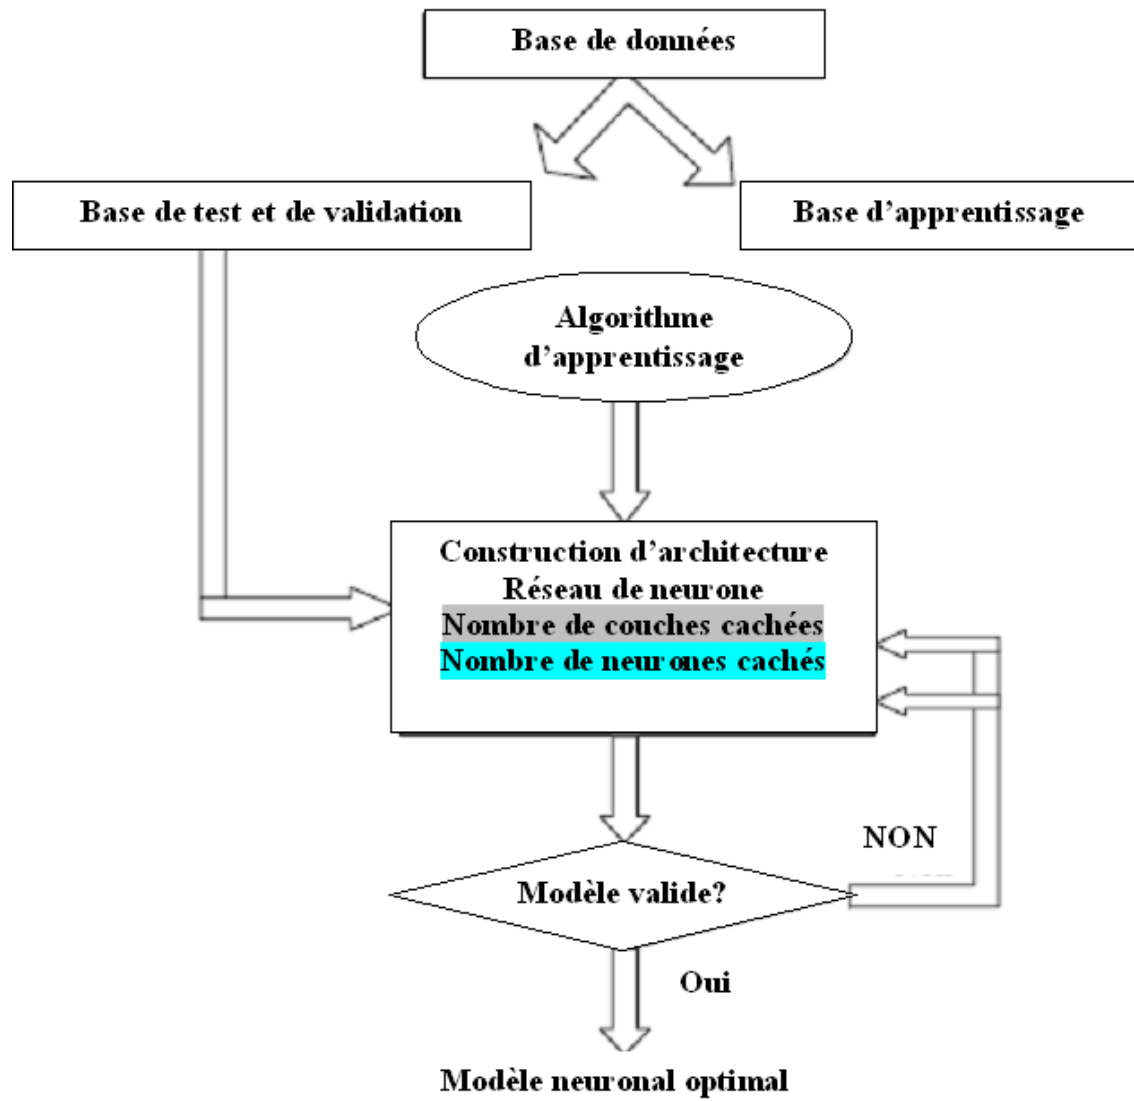 Base de données
Base de test et de validation
Base d'apprentissage
Algorithme
d'apprentissage
Construction d'architecture
Réseau de neurone
Nombre de couches cachées
Nombre de neurones cachés
NON
Modèle valide?
Oui
Modèle neuronal optimal